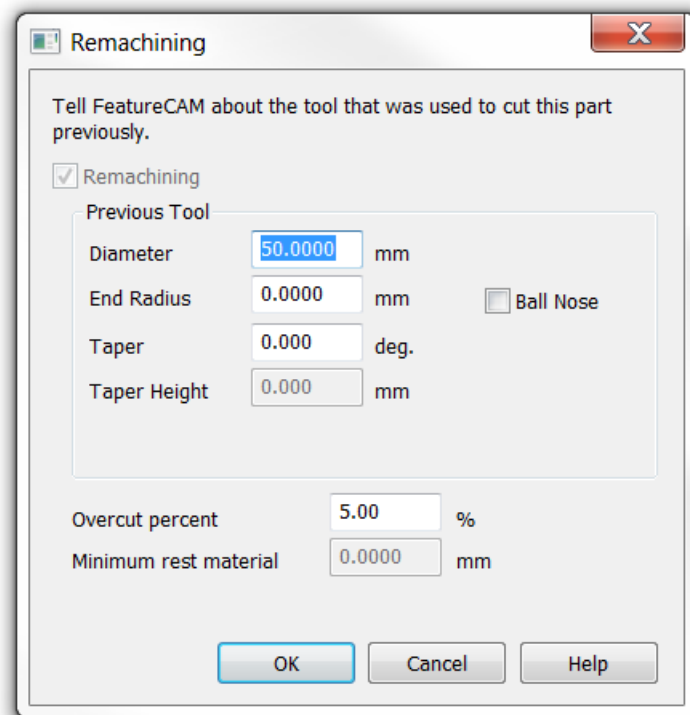 Remachining
Tell FeatureCAM about the tool that was used to cut this part
previously.
Remachining
Previous Tool
Diameter 50.0000 mm
End Radius 0.0000 mm Ball Nose
Taper 0.000 deg.
Taper Height 0.000 mm
Overcut percent 5.00 %
Minimum rest material 0.0000 mm
OK Cancel Help